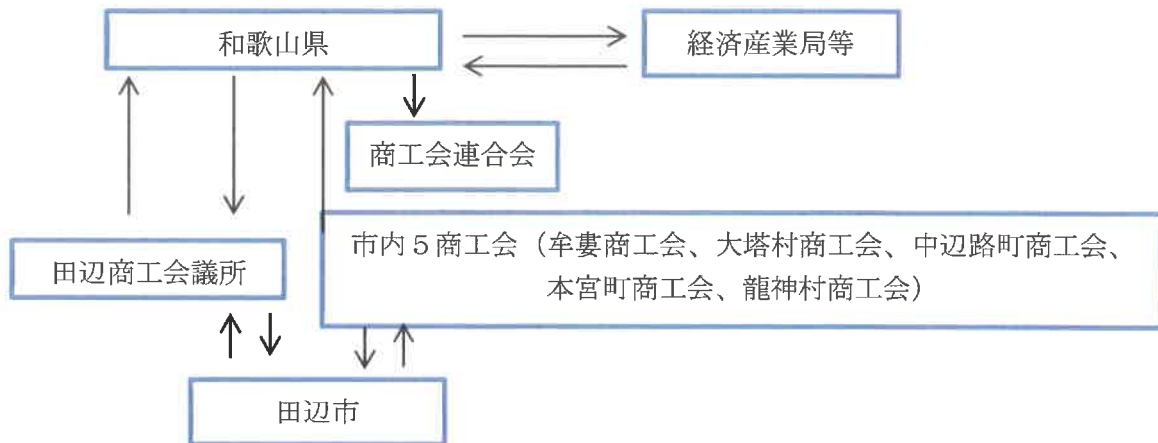 和歌山県
経済産業局等
商工会連合会
田辺商工会議所
市内５商工会（牟婁商工会、大塔村商工会、中辺路町商工会、
本宮町商工会、龍神村商工会）
田辺市